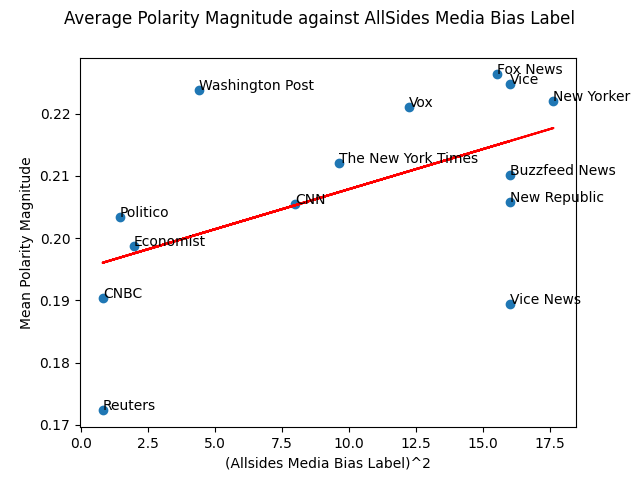 Average Polarity Magnitude against AllSides Media Bias Label
Fox News
Vice
Washington Post
New Yorker
Vox
0.22
The New York Times
Buzzfeed News
0.21
New Republic
CNN
Politico
0.20
Economist
Mean Polarity Magnitude
CNBC
Vice News
0.19
0.18
Reuters
0.17
0.0 2.5 5.0 7.5 10.0 12.5 15.0 17.5
(Allsides Media Bias Label)^2